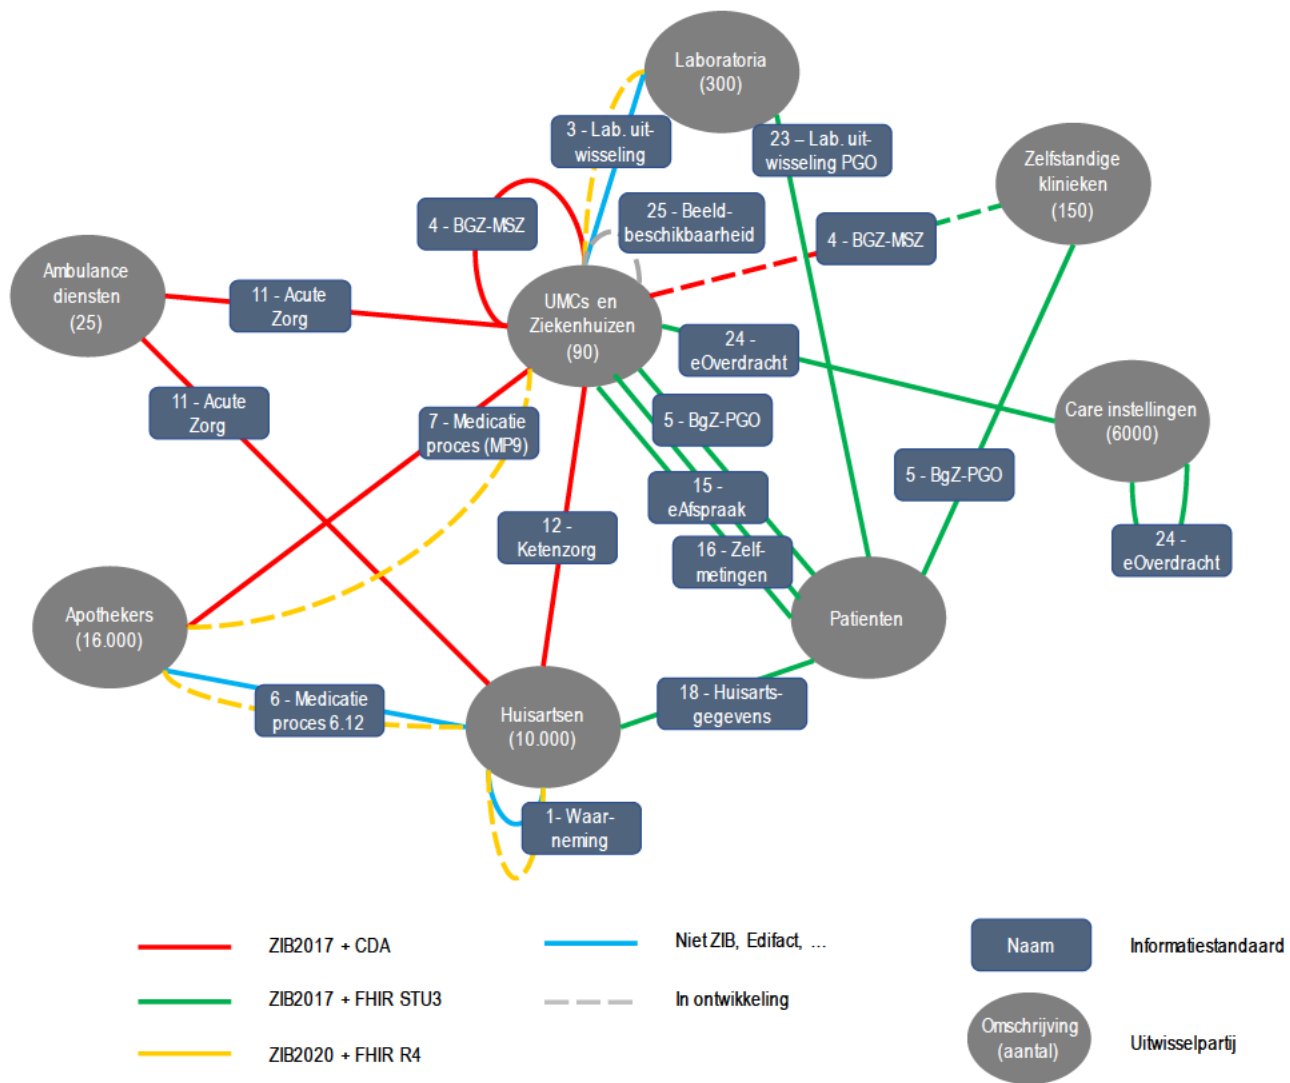 Laboratoria
(300)
3 - Lab. uit-
wisseling
23 – Lab. uit-
wisseling PGO
Zelfstandige
klinieken
(150)
4 - BGZ-MSZ
25 - Beeld-
beschikbaarheid
4 - BGZ-MSZ
Ambulance
diensten
(25)
11 - Acute
Zorg
UMCs en
Ziekenhuizen
(90)
24 -
eOverdracht
11 - Acute
Zorg
7 - Medicatie
proces (MP9)
5 - BgZ-PGO
Care instellingen
(6000)
5 - BgZ-PGO
15 -
eAfspraak
12 -
Ketenzorg
16 - Zelf-
metingen
24 -
eOverdracht
Apothekers
(16.000)
Patienten
6 - Medicatie
proces 6.12
Huisartsen
(10.000)
18 - Huisarts-
gegevens
1- Waar-
neming
ZIB2017 + CDA
Niet ZIB, Edifact, ...
Naam
Informatiestandaard
ZIB2017 + FHIR STU3
In ontwikkeling
Omschrijving
(aantal)
Uitwisselpartij
ZIB2020 + FHIR R4